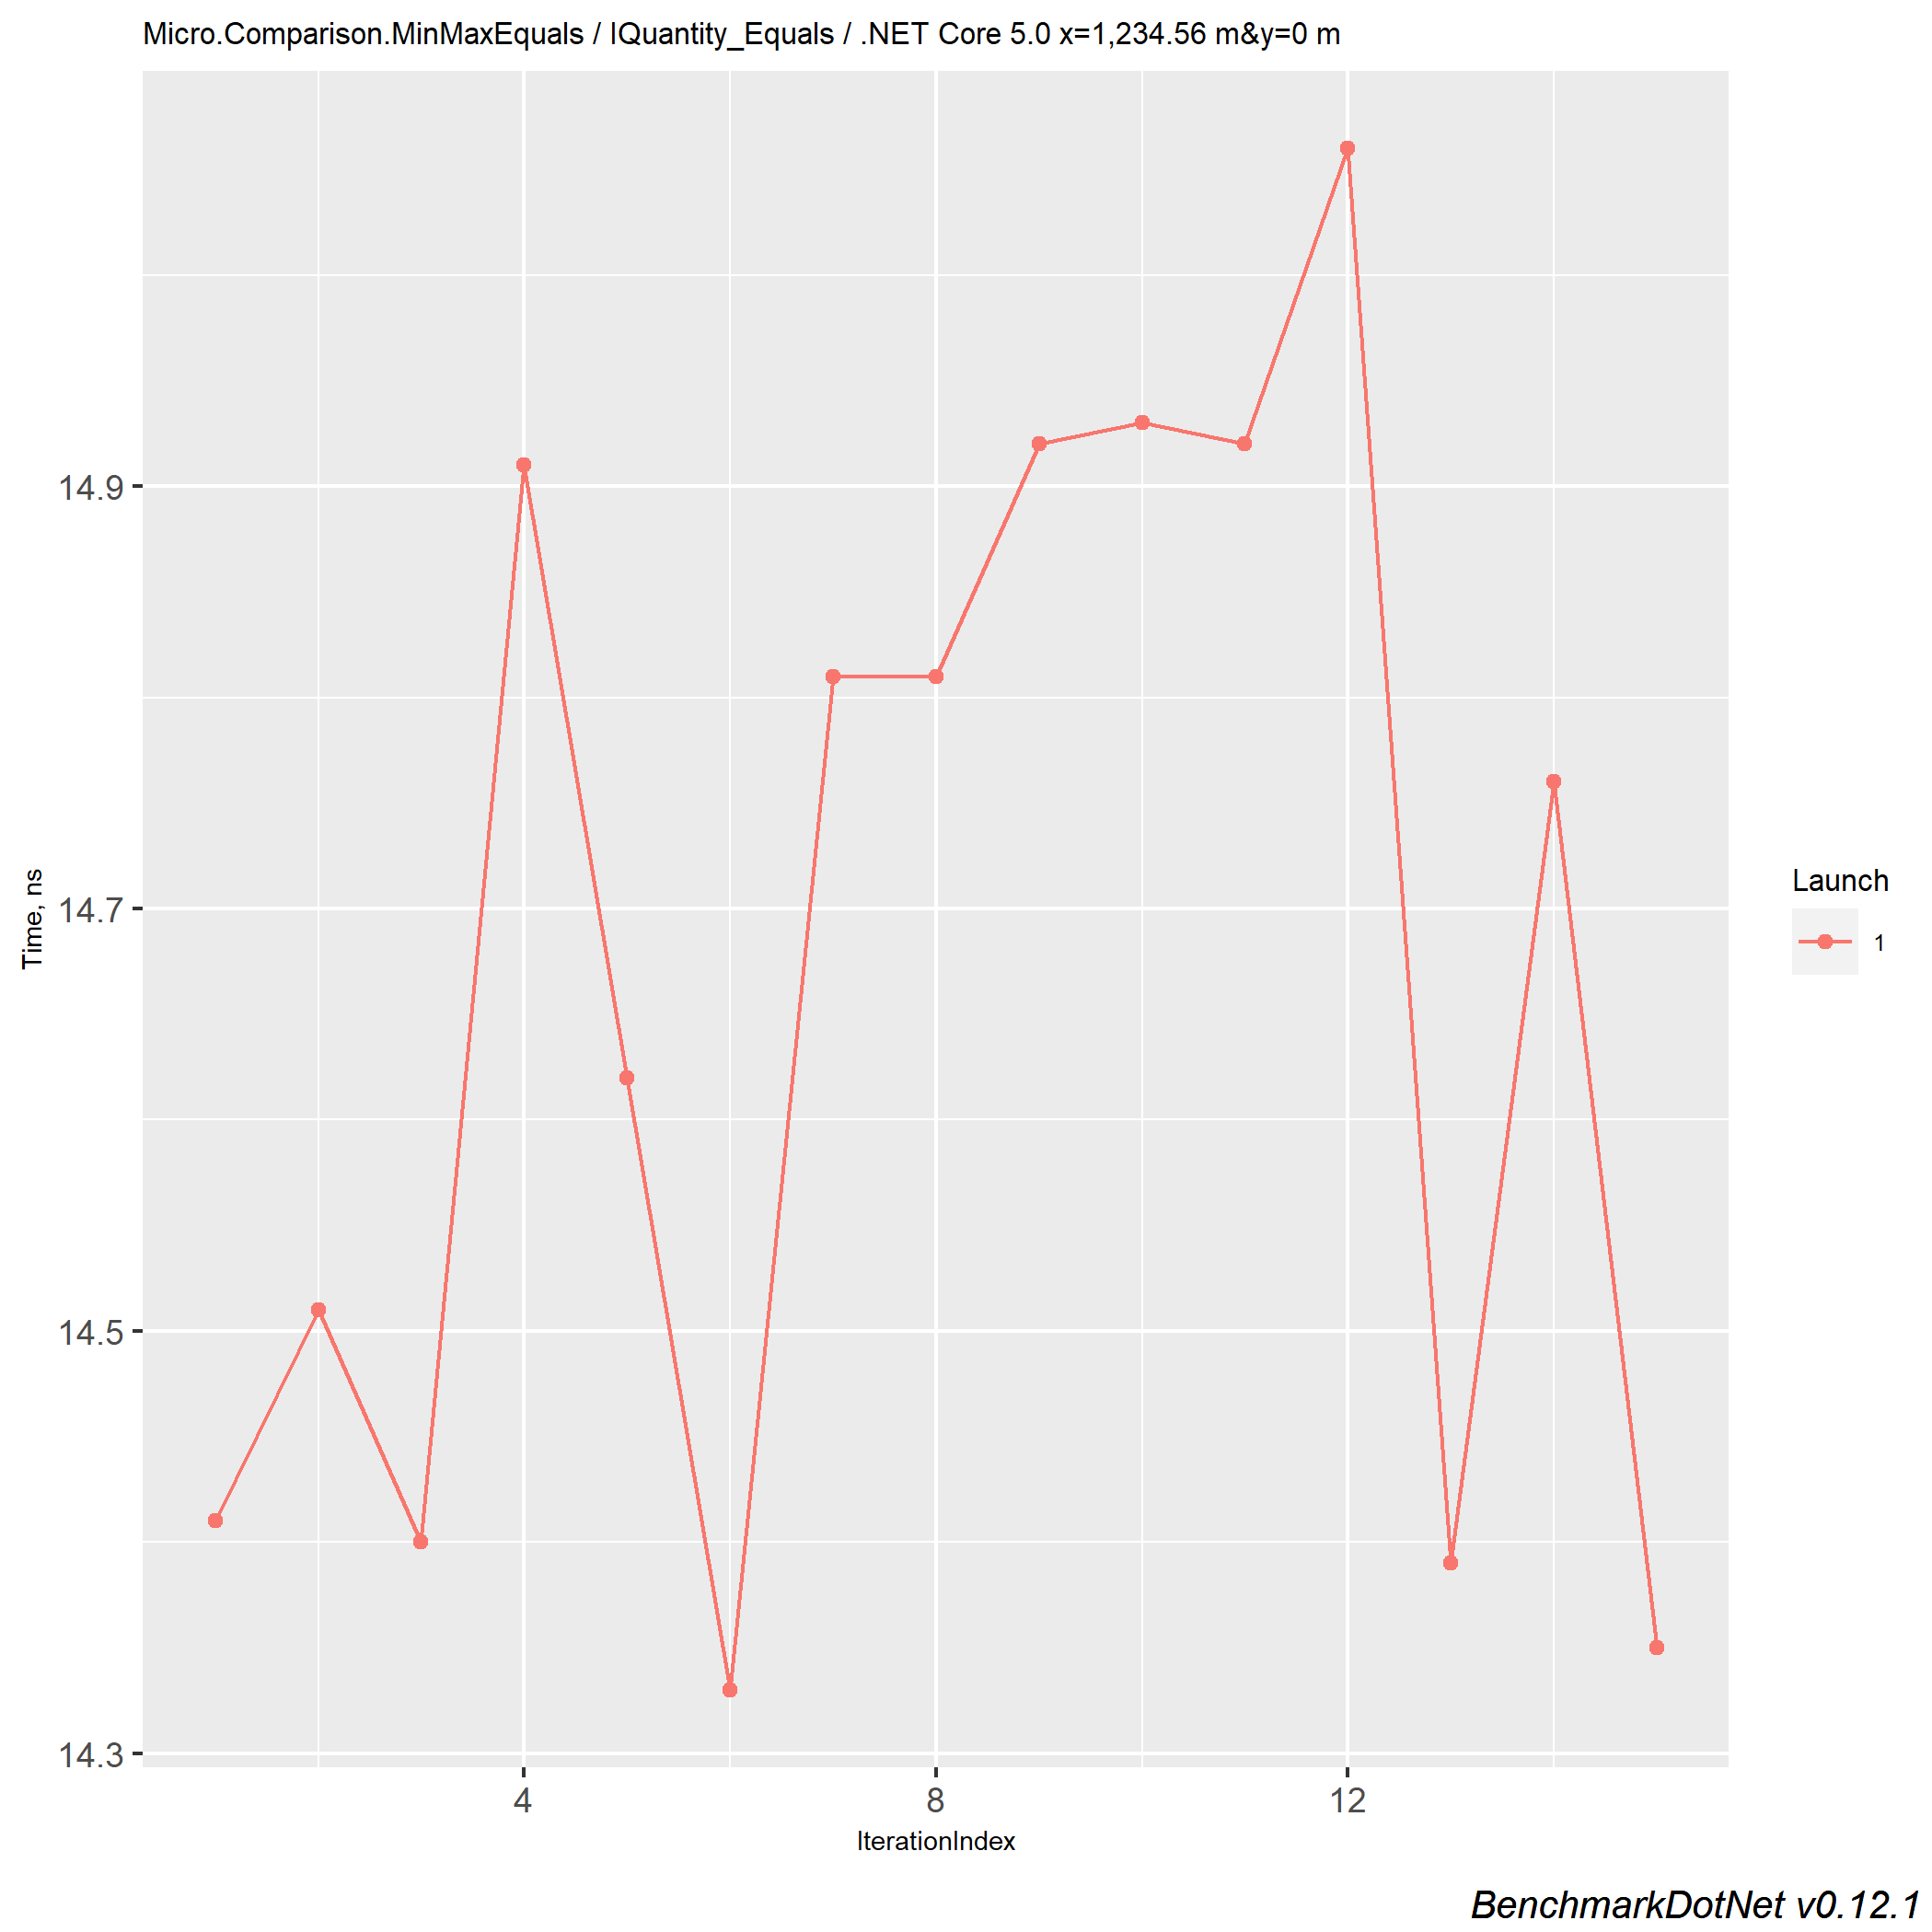 Micro.Comparison.MinMaxEquals / IQuantity_Equals / .NET Core 5.0 x=1,234.56 m&y=0 m
14.9
14.7
14.5
14.3
Time, ns
4
8
12
IterationIndex
Launch
1
BenchmarkDotNet v0.12.1